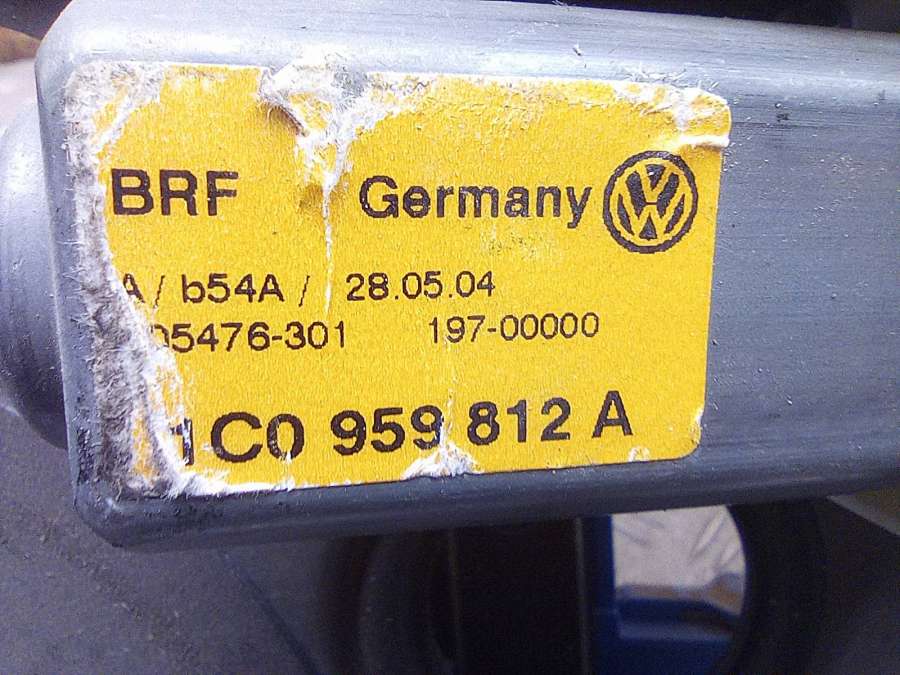 BRF Germany
A / b54A / 28.05.04
05476-301 197-00000
1C0 959 812 A